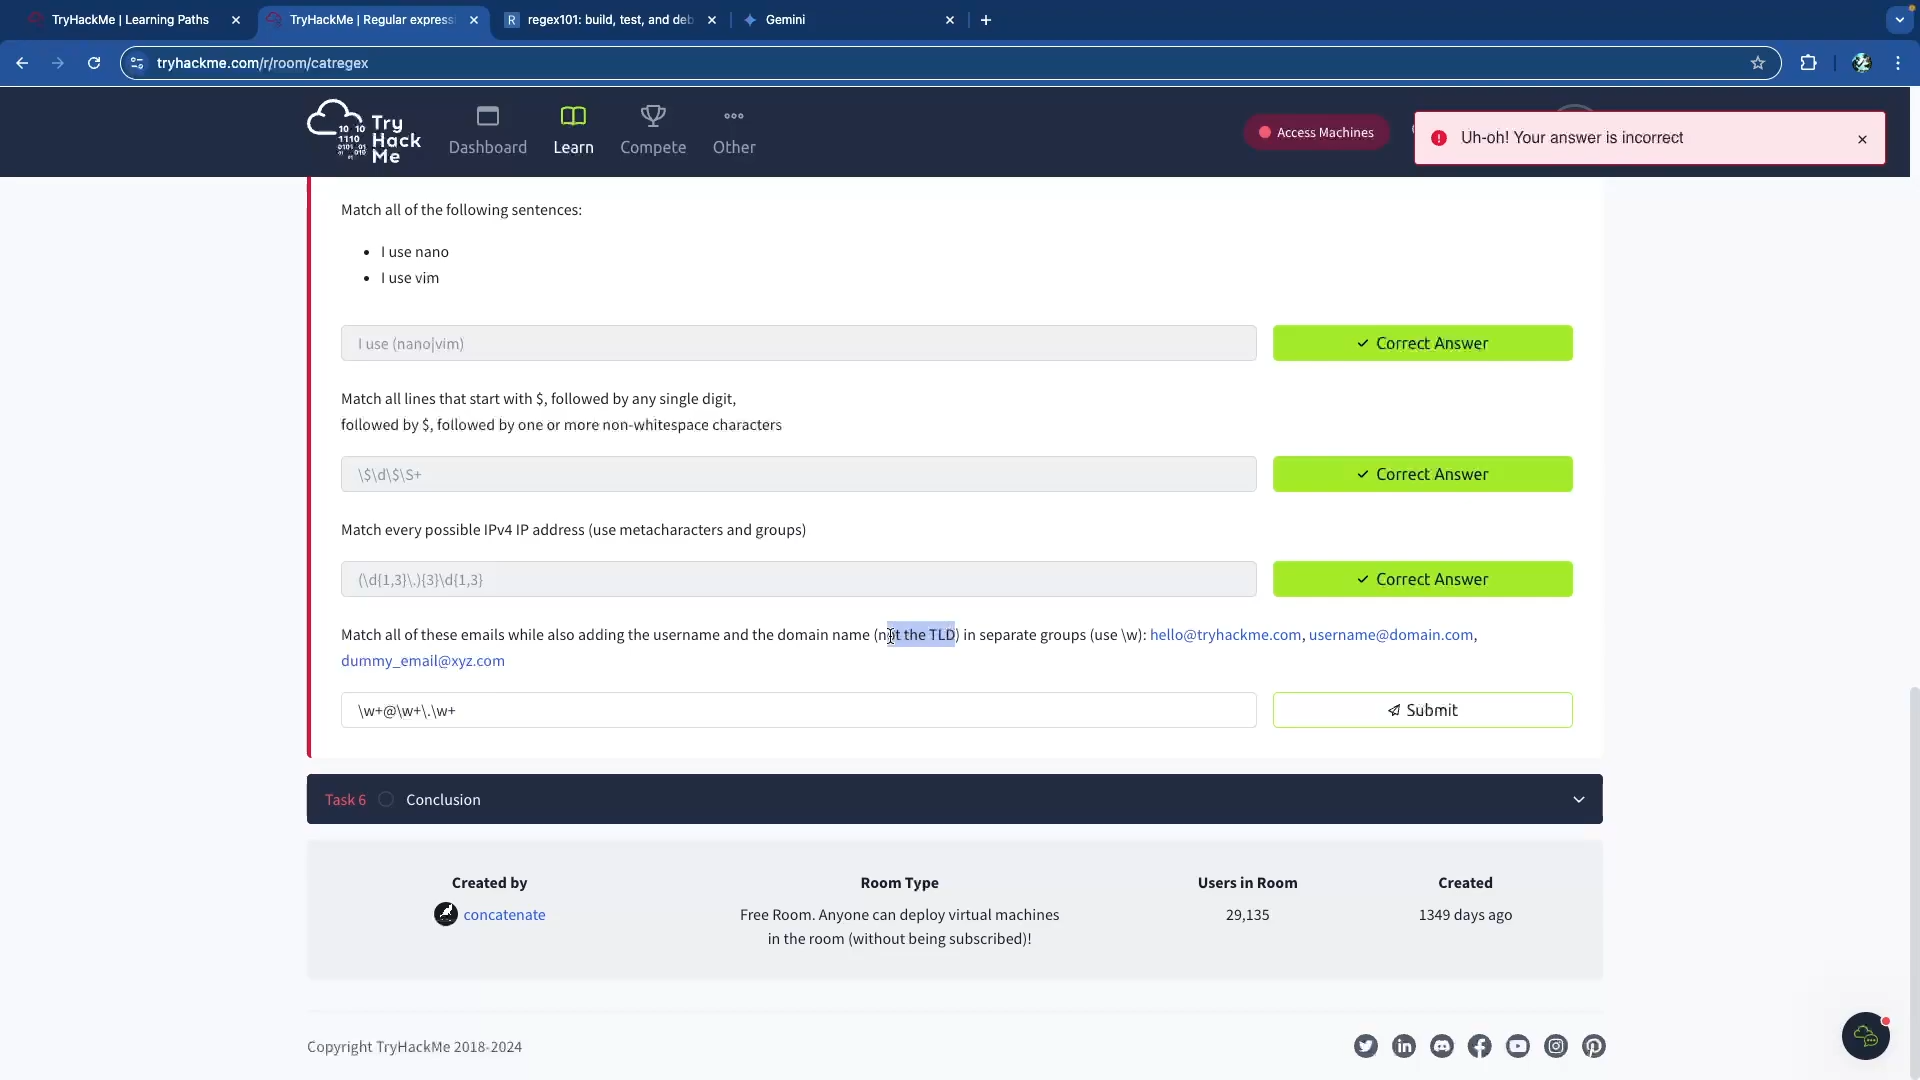 TryHackMe | Learning Paths
TryHackMe | Regular expressi
regex101: build, test, and deb
Gemini
tryhackme.com/r/room/catregex
Try
Hack
Me
Dashboard
Learn
Compete
Other
Access Machines
Uh-oh! Your answer is incorrect
Match all of the following sentences:
• I use nano
• I use vim
I use (nano|vim)
Correct Answer
Match all lines that start with $, followed by any single digit,
followed by $, followed by one or more non-whitespace characters
\$\d\$\S+
Correct Answer
Match every possible IPv4 IP address (use metacharacters and groups)
(\d{1,3}\.){3}\d{1,3}
Correct Answer
Match all of these emails while also adding the username and the domain name (not the TLD) in separate groups (use \w): hello@tryhackme.com, username@domain.com,
dummy_email@xyz.com
\w+@\w+\.\w+
Submit
Task 6 Conclusion
Created by
concatenate
Room Type
Free Room. Anyone can deploy virtual machines
in the room (without being subscribed)!
Users in Room
29,135
Created
1349 days ago
Copyright TryHackMe 2018-2024